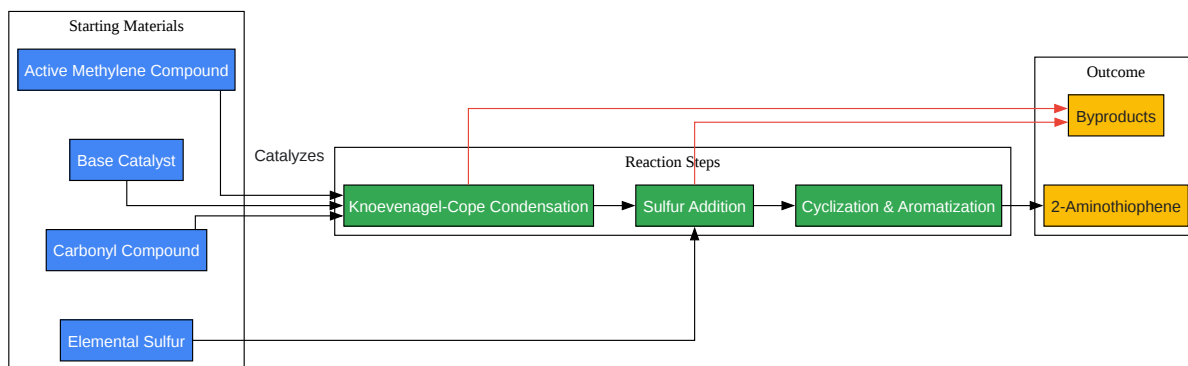 Starting Materials
Active Methylene Compound
Base Catalyst
Carbonyl Compound
Elemental Sulfur
Catalyzes
Reaction Steps
Knoevenagel-Cope Condensation
Sulfur Addition
Cyclization & Aromatization
Outcome
Byproducts
2-Aminothiophene